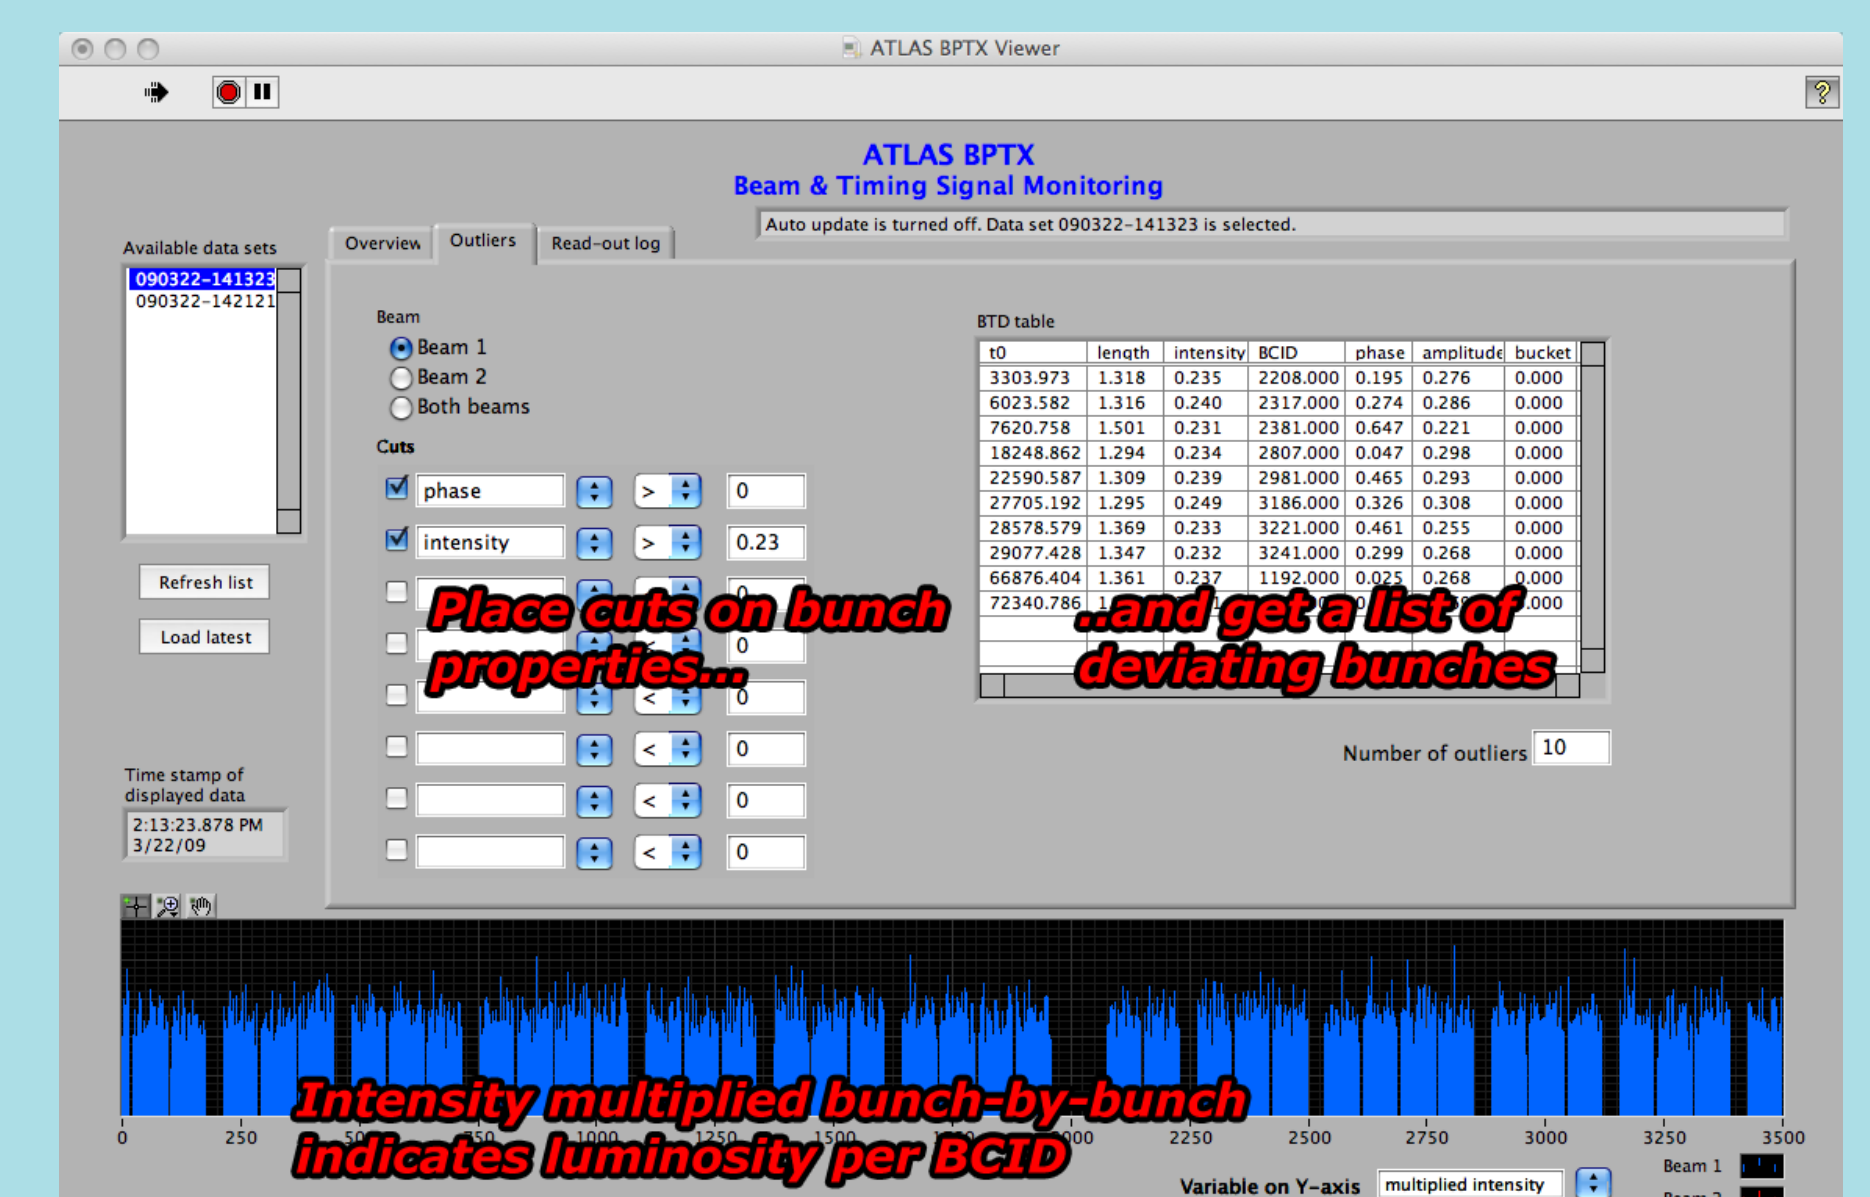 ATLAS BPTX Viewer
ATLAS BPTX
Beam & Timing Signal Monitoring
Auto update is turned off. Data set 090322-141323 is selected.
Available data sets
090322-141323
090322-142121
Refresh list
Load latest
Time stamp of
displayed data
2:13:23.878 PM
3/22/09
Overview Outliers Read-out log
Beam
Beam 1
Beam 2
Both beams
Cuts
phase > 0
intensity > 0.23
0
< 0
< 0
< 0
< 0
< 0
Place cuts on bunch
properties...
BTD table
t0 length intensity BCID phase amplitude bucket
3303.973 1.318 0.235 2208.000 0.195 0.276 0.000
6023.582 1.316 0.240 2317.000 0.274 0.286 0.000
7620.758 1.501 0.231 2381.000 0.647 0.221 0.000
18248.862 1.294 0.234 2807.000 0.047 0.298 0.000
22590.587 1.309 0.239 2981.000 0.465 0.293 0.000
27705.192 1.295 0.249 3186.000 0.326 0.308 0.000
28578.579 1.369 0.233 3221.000 0.461 0.255 0.000
29077.428 1.347 0.232 3241.000 0.299 0.268 0.000
66876.404 1.361 0.237 1192.000 0.025 0.268 0.000
72340.786
..and get a list of
deviating bunches
Number of outliers 10
0 250 500 750 1000 1250 1500 2250 2500 2750 3000 3250 3500
Intensity multiplied bunch-by-bunch
indicates luminosity per BCID
Beam 1
Variable on Y-axis multiplied intensity